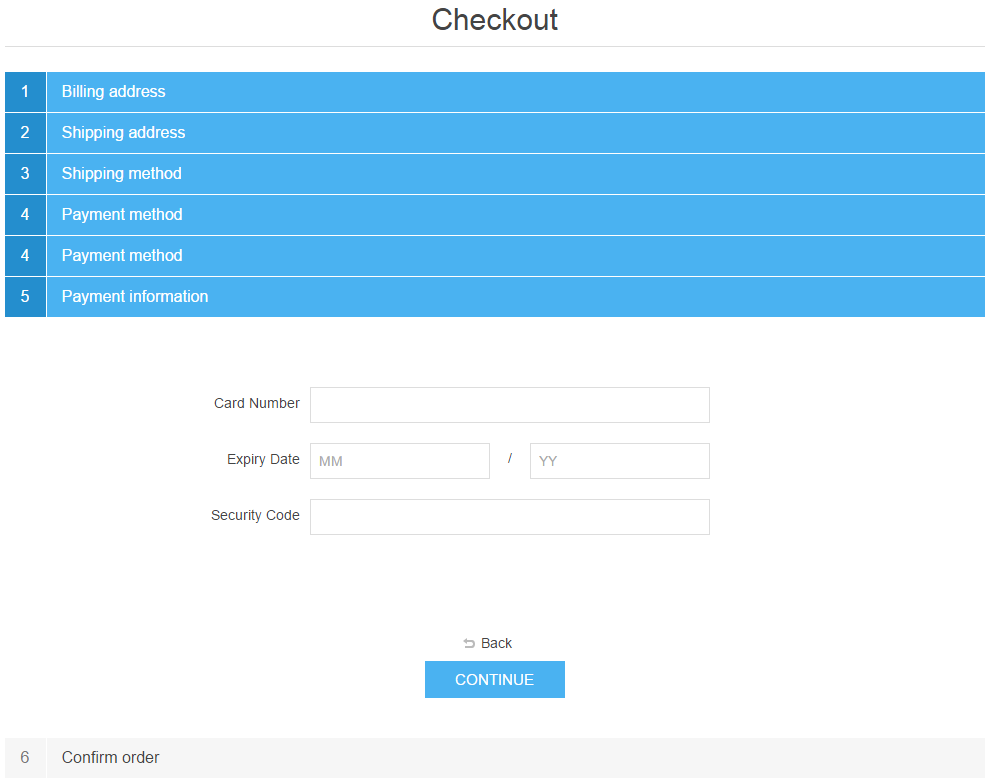 Checkout
1 Billing address
2 Shipping address
3 Shipping method
4 Payment method
4 Payment method
5 Payment information
Card Number
Expiry Date MM / YY
Security Code
Back
CONTINUE
6 Confirm order